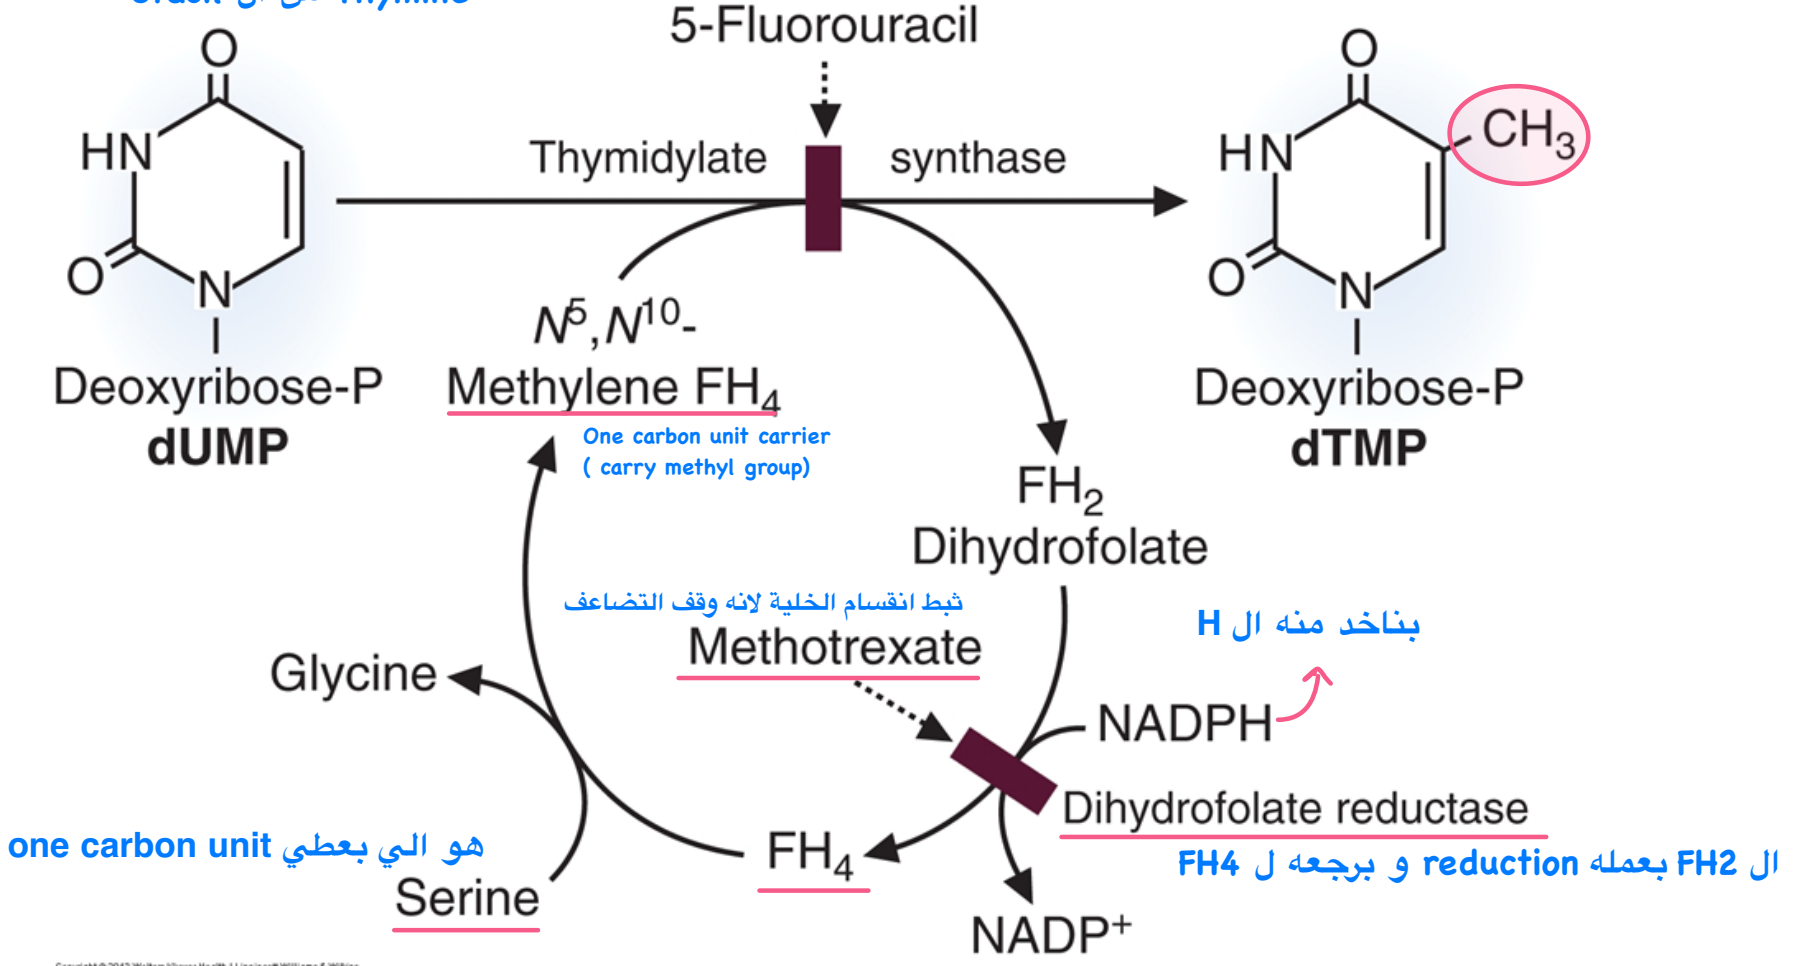 Thymine
5-Fluorouracil
Thymidylate synthase
O
HN
O
N
Deoxyribose-P
dUMP
O
CH3
HN
O
N
Deoxyribose-P
dTMP
N5,N10-
Methylene FH4
One carbon unit carrier
( carry methyl group)
FH2
Dihydrofolate
ثبط انقسام الخلية لانه وقف التضاعف
Methotrexate
بناخد منه ال H
Glycine
NADPH
Dihydrofolate reductase
ال FH2 بعمله reduction و برجعه ل FH4
هو الي بعطي one carbon unit
FH4
Serine
NADP+